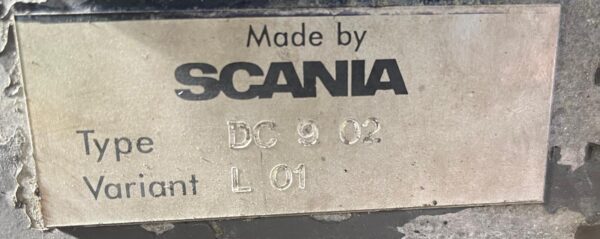 Made by
SCANIA
Type DC 9 02
Variant L 01